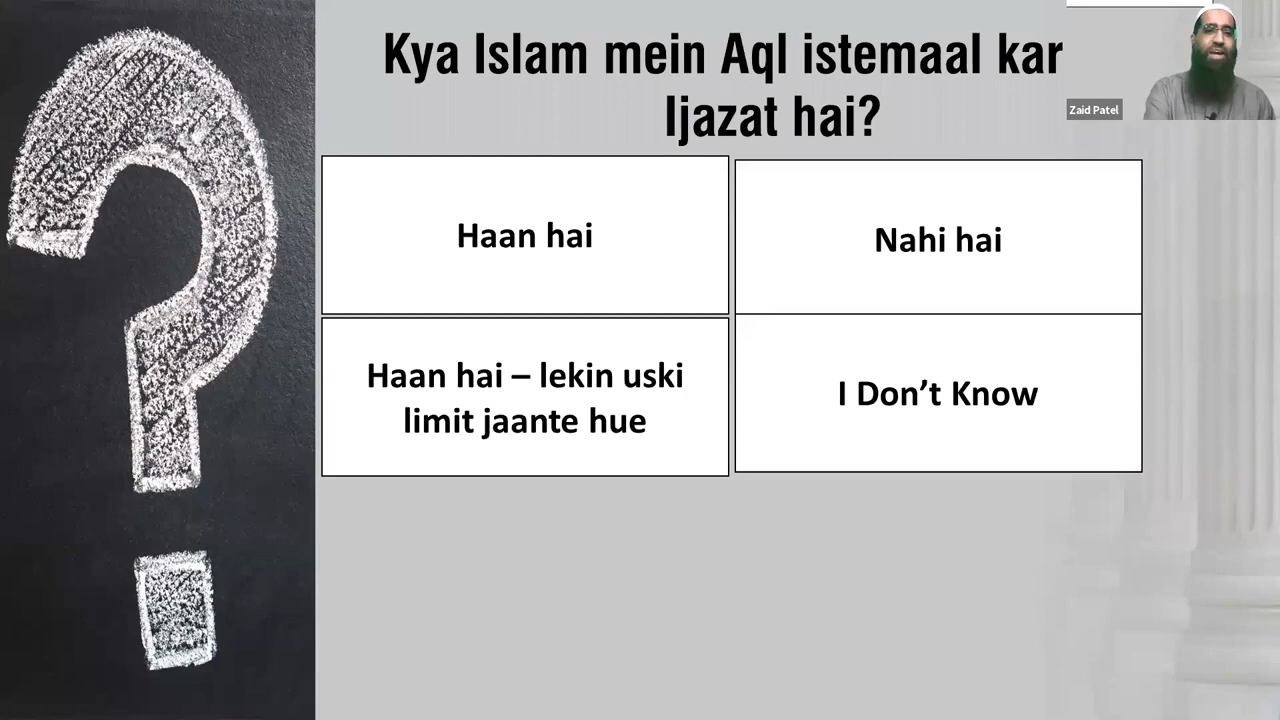 Kya Islam mein Aql istemaal kar
Ijazat hai?
Zaid Patel
Haan hai
Nahi hai
Haan hai – lekin uski
limit jaante hue
I Don’t Know